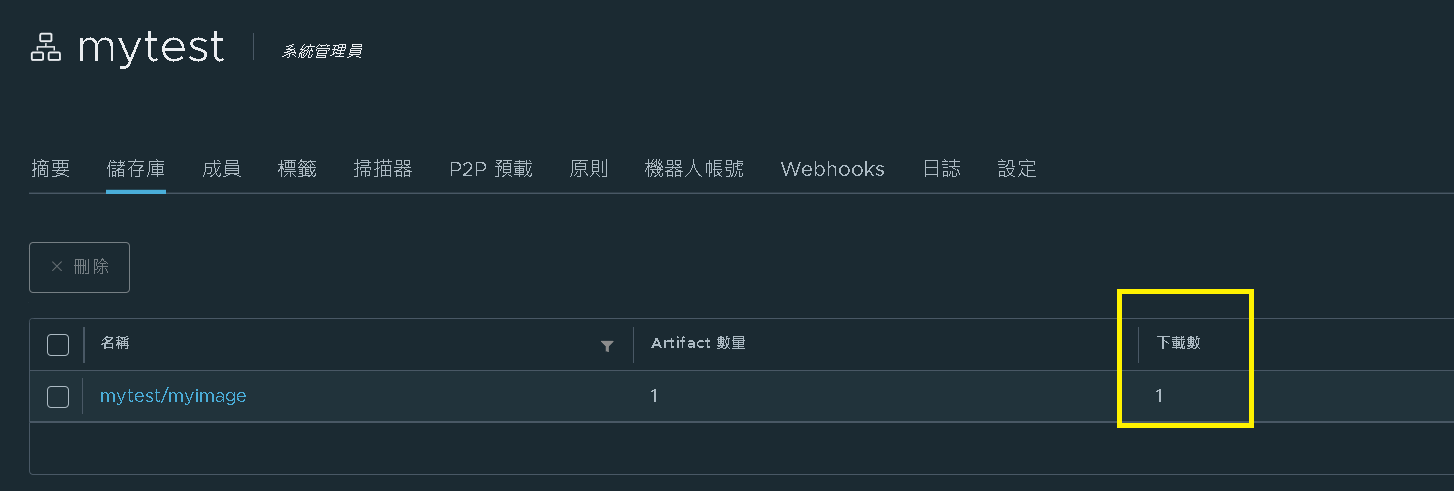 mytest 系統管理員
摘要 儲存庫 成員 標籤 掃描器 P2P 預載 原則 機器人帳號 Webhooks 日誌 設定
× 刪除
名稱 Artifact 數量 下載數
mytest/myimage 1 1